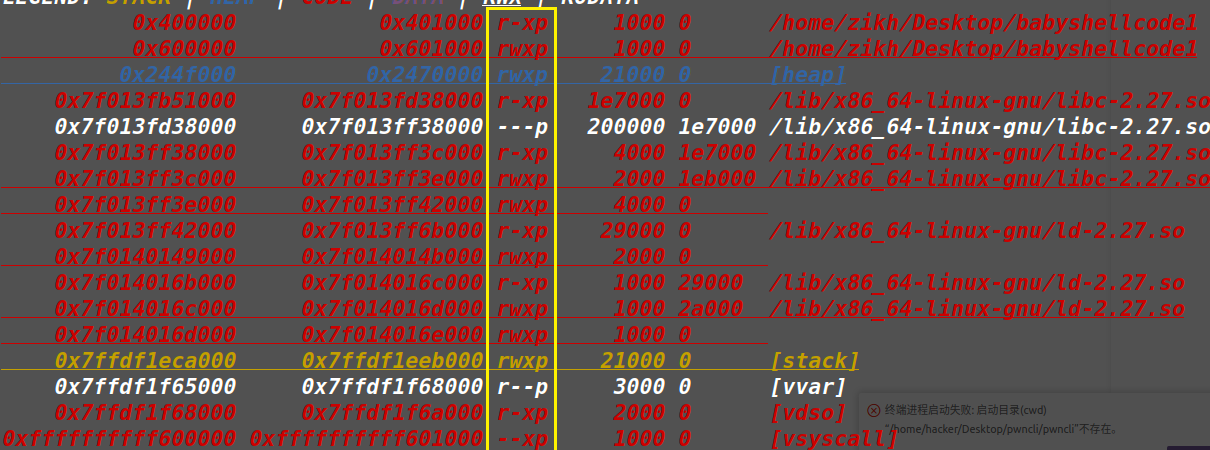 LEGEND: STACK | HEAP | CODE | DATA | RWX | RODATA
0x400000 0x401000 r-xp 1000 0 /home/zikh/Desktop/babyshellcode1
0x600000 0x601000 rwxp 1000 0 /home/zikh/Desktop/babyshellcode1
0x244f000 0x2470000 rwxp 21000 0 [heap]
0x7f013fb51000 0x7f013fd38000 r-xp 1e7000 0 /lib/x86_64-linux-gnu/libc-2.27.so
0x7f013fd38000 0x7f013ff38000 ---p 200000 1e7000 /lib/x86_64-linux-gnu/libc-2.27.so
0x7f013ff38000 0x7f013ff3c000 r-xp 4000 1e7000 /lib/x86_64-linux-gnu/libc-2.27.so
0x7f013ff3c000 0x7f013ff3e000 rwxp 2000 1eb000 /lib/x86_64-linux-gnu/libc-2.27.so
0x7f013ff3e000 0x7f013ff42000 rwxp 4000 0
0x7f013ff42000 0x7f013ff6b000 r-xp 29000 0 /lib/x86_64-linux-gnu/ld-2.27.so
0x7f0140149000 0x7f014014b000 rwxp 2000 0
0x7f014016b000 0x7f014016c000 r-xp 1000 29000 /lib/x86_64-linux-gnu/ld-2.27.so
0x7f014016c000 0x7f014016d000 rwxp 1000 2a000 /lib/x86_64-linux-gnu/ld-2.27.so
0x7f014016d000 0x7f014016e000 rwxp 1000 0
0x7ffdf1eca000 0x7ffdf1eeb000 rwxp 21000 0 [stack]
0x7ffdf1f65000 0x7ffdf1f68000 r--p 3000 0 [vvar]
0x7ffdf1f68000 0x7ffdf1f6a000 r-xp 2000 0 [vdso]
0xffffffffff600000 0xffffffffff601000 --xp 1000 0 [vsyscall]
终端进程启动失败: 启动目录(cwd)
"/home/hacker/Desktop/pwncli/pwncli"不存在。